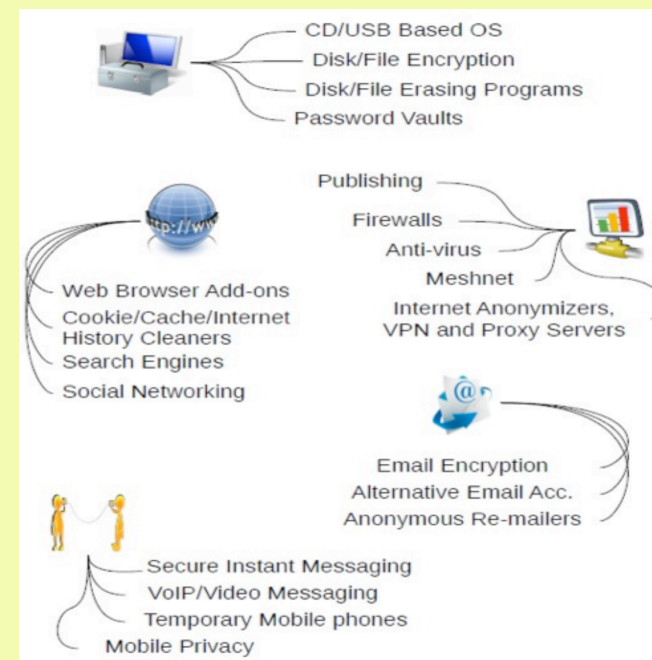 CD/USB Based OS
Disk/File Encryption
Disk/File Erasing Programs
Password Vaults
http://ww
Publishing
Firewalls
Anti-virus
Meshnet
Internet Anonymizers,
VPN and Proxy Servers
Web Browser Add-ons
Cookie/Cache/Internet
History Cleaners
Search Engines
Social Networking
@
Email Encryption
Alternative Email Acc.
Anonymous Re-mailers
Secure Instant Messaging
VoIP/Video Messaging
Temporary Mobile phones
Mobile Privacy